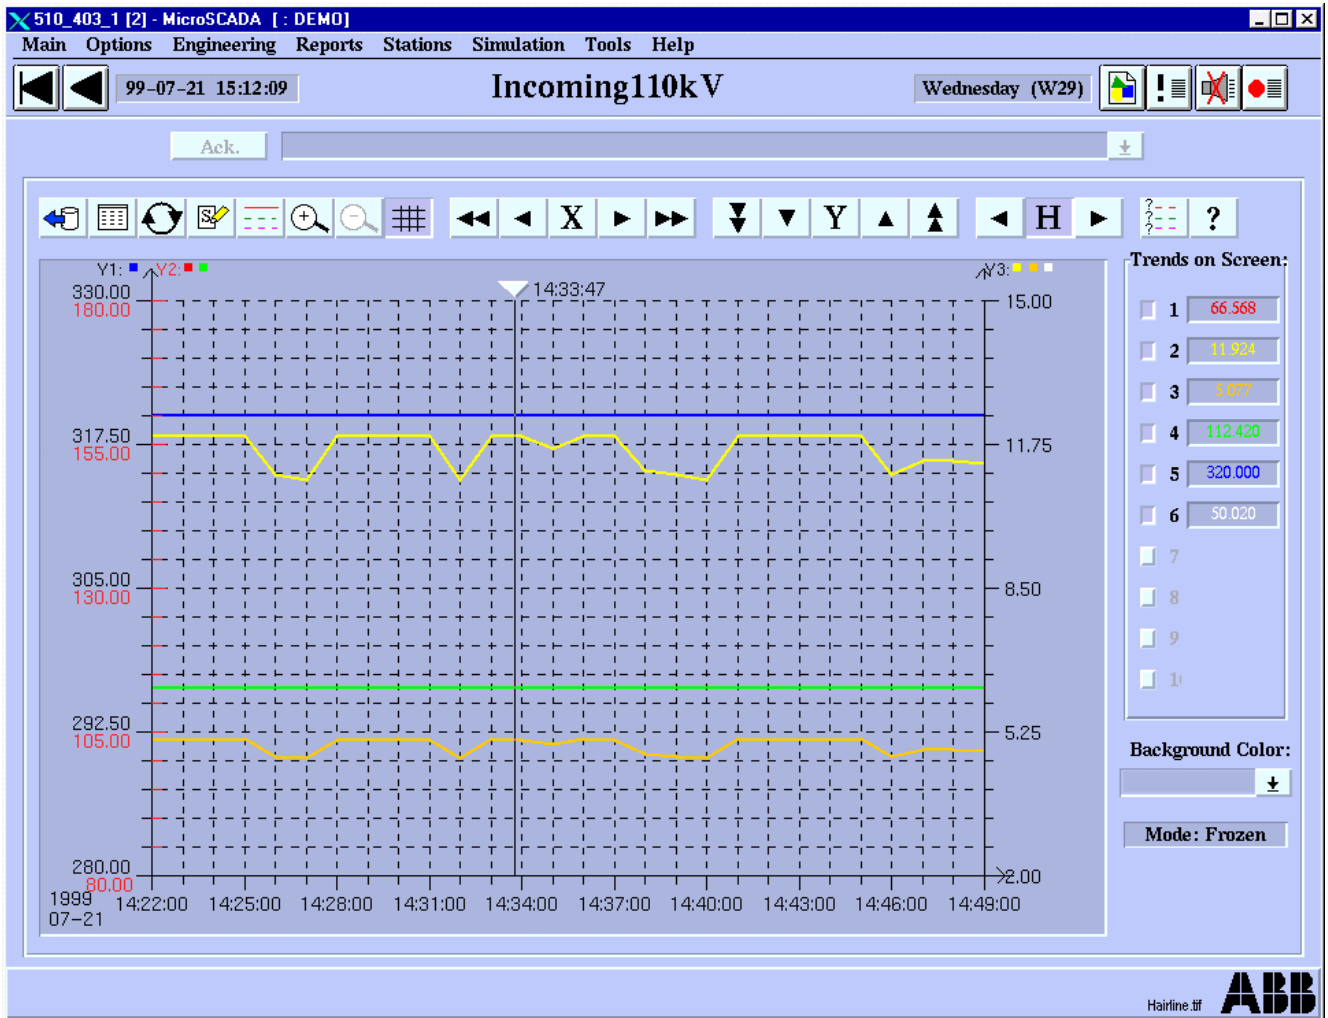 510_403_1 [2] - MicroSCADA [ : DEMO]
Main Options Engineering Reports Stations Simulation Tools Help
99-07-21 15:12:09 Incoming110kV Wednesday (W29)
Ack.
X Y H ?
Y1: Y2: Y3:
14:33:47
Trends on Screen:
330.00 15.00
180.00
1 66.568
2 11.924
3 5.077
317.50 11.75
155.00
4 112.420
5 320.000
6 50.020
7
305.00 8.50
130.00
8
9
10
292.50 5.25
105.00
Background Color:
Mode: Frozen
280.00 2.00
80.00
1999
07-21
14:22:00 14:25:00 14:28:00 14:31:00 14:34:00 14:37:00 14:40:00 14:43:00 14:46:00 14:49:00
Hairline.tif ABB